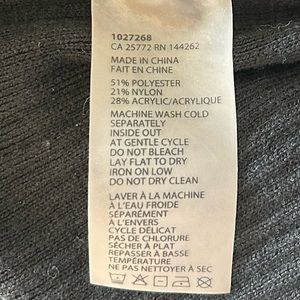 1027268
CA 25772 RN 144262
MADE IN CHINA
FAIT EN CHINE
51% POLYESTER
21% NYLON
28% ACRYLIC/ACRYLIQUE
MACHINE WASH COLD
SEPARATELY
INSIDE OUT
AT GENTLE CYCLE
DO NOT BLEACH
LAY FLAT TO DRY
IRON ON LOW
DO NOT DRY CLEAN
LAVER À LA MACHINE
À L'EAU FROIDE
SÉPARÉMENT
À L'ENVERS
CYCLE DÉLICAT
PAS DE CHLORURE
SÉCHER À PLAT
REPASSER À BASSE
TEMPÉRATURE
NE PAS NETTOYER À SEC